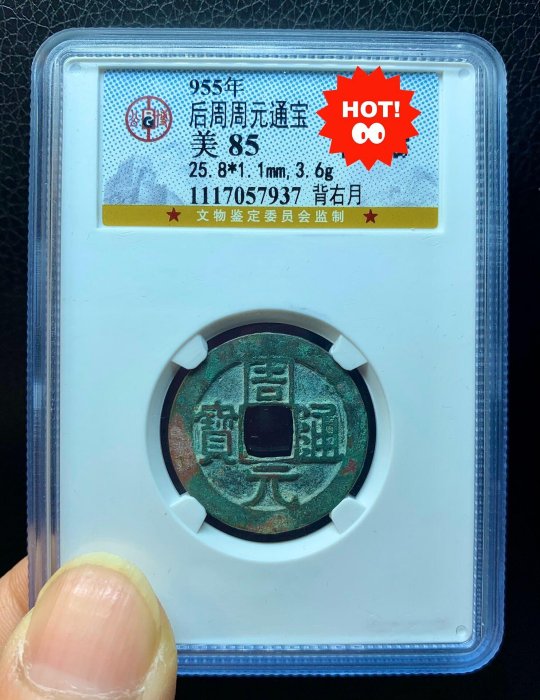 955年
后周周元通宝
美 85
25.8*1.1mm, 3.6g
1117057937 背右月
★ 文物鉴定委员会监制 ★
HOT!
周元通寶